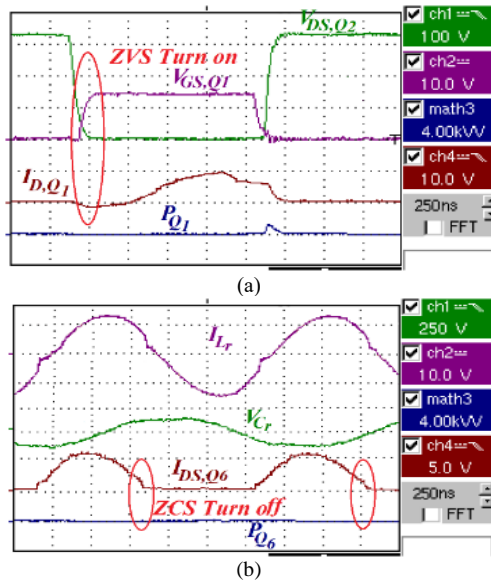 V_DS,Q2
ZVS Turn on
V_GS,Q1
I_D,Q1
P_Q1
ch1
100 V
ch2
10.0 V
math3
4.00kVV
ch4
10.0 V
250ns
FFT
(a)
I_Lr
V_Cr
I_DS,Q6
ZCS Turn off
P_Q6
ch1
250 V
ch2
10.0 V
math3
4.00kVV
ch4
5.0 V
250ns
FFT
(b)